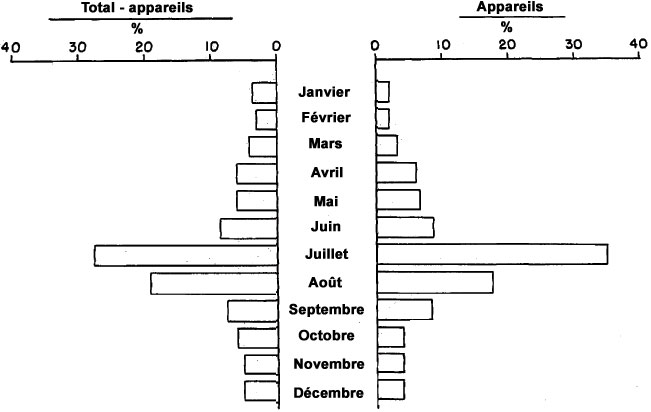 Total - appareils Appareils
% %
40 30 20 10 0 0 10 20 30 40
Janvier
Février
Mars
Avril
Mai
Juin
Juillet
Août
Septembre
Octobre
Novembre
Décembre